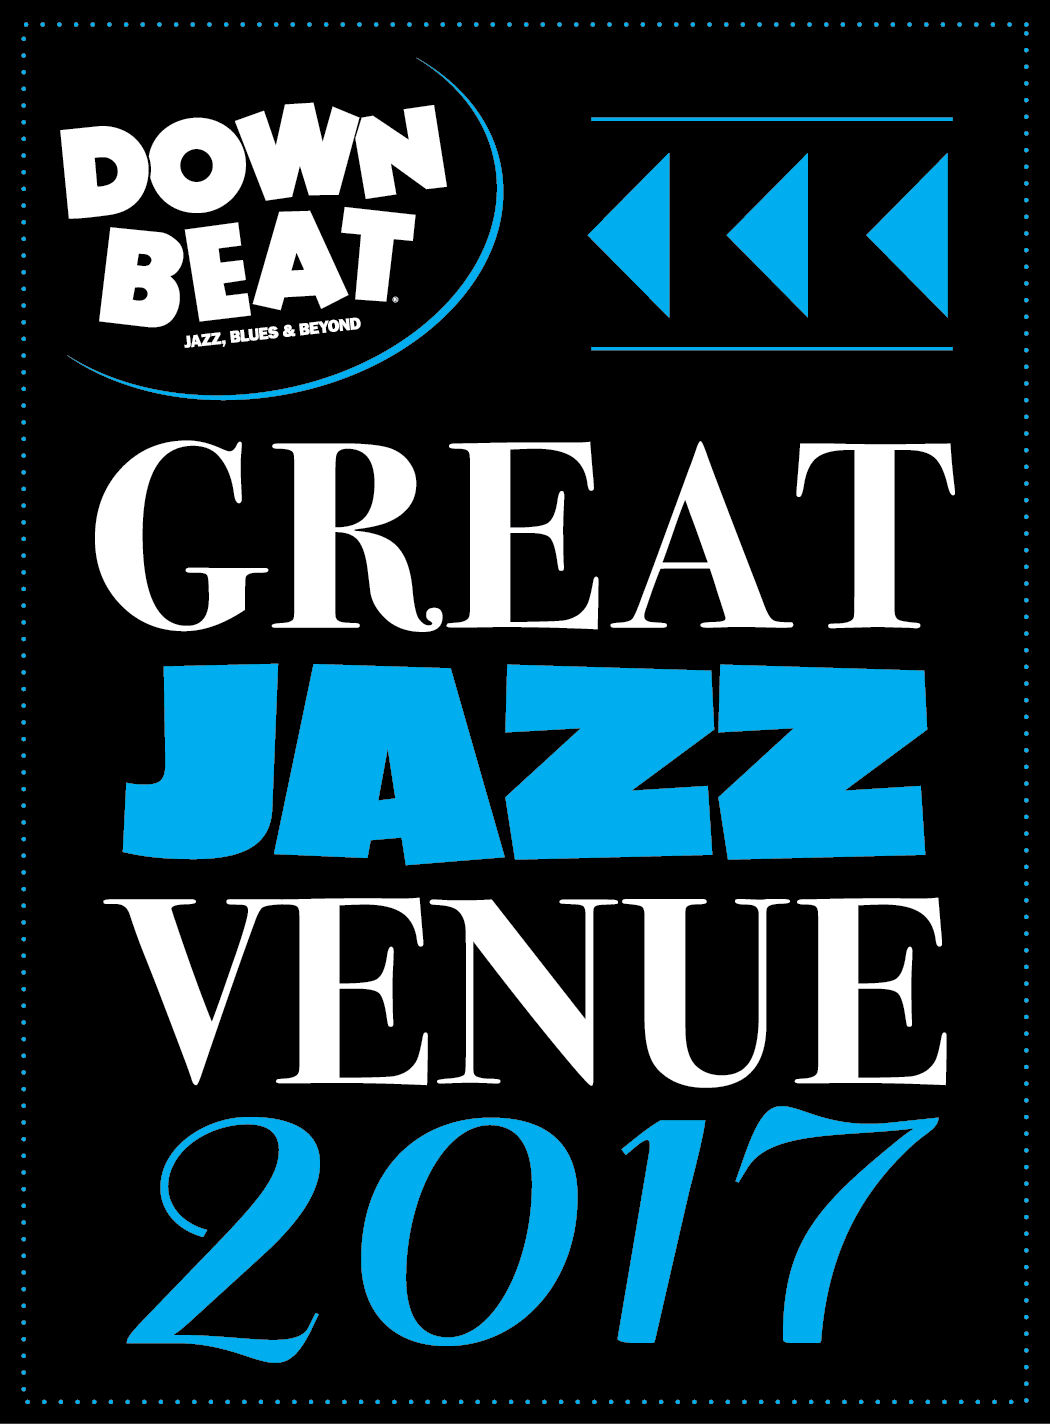 DOWN
BEAT®
JAZZ, BLUES & BEYOND
GREAT
JAZZ
VENUE
2017